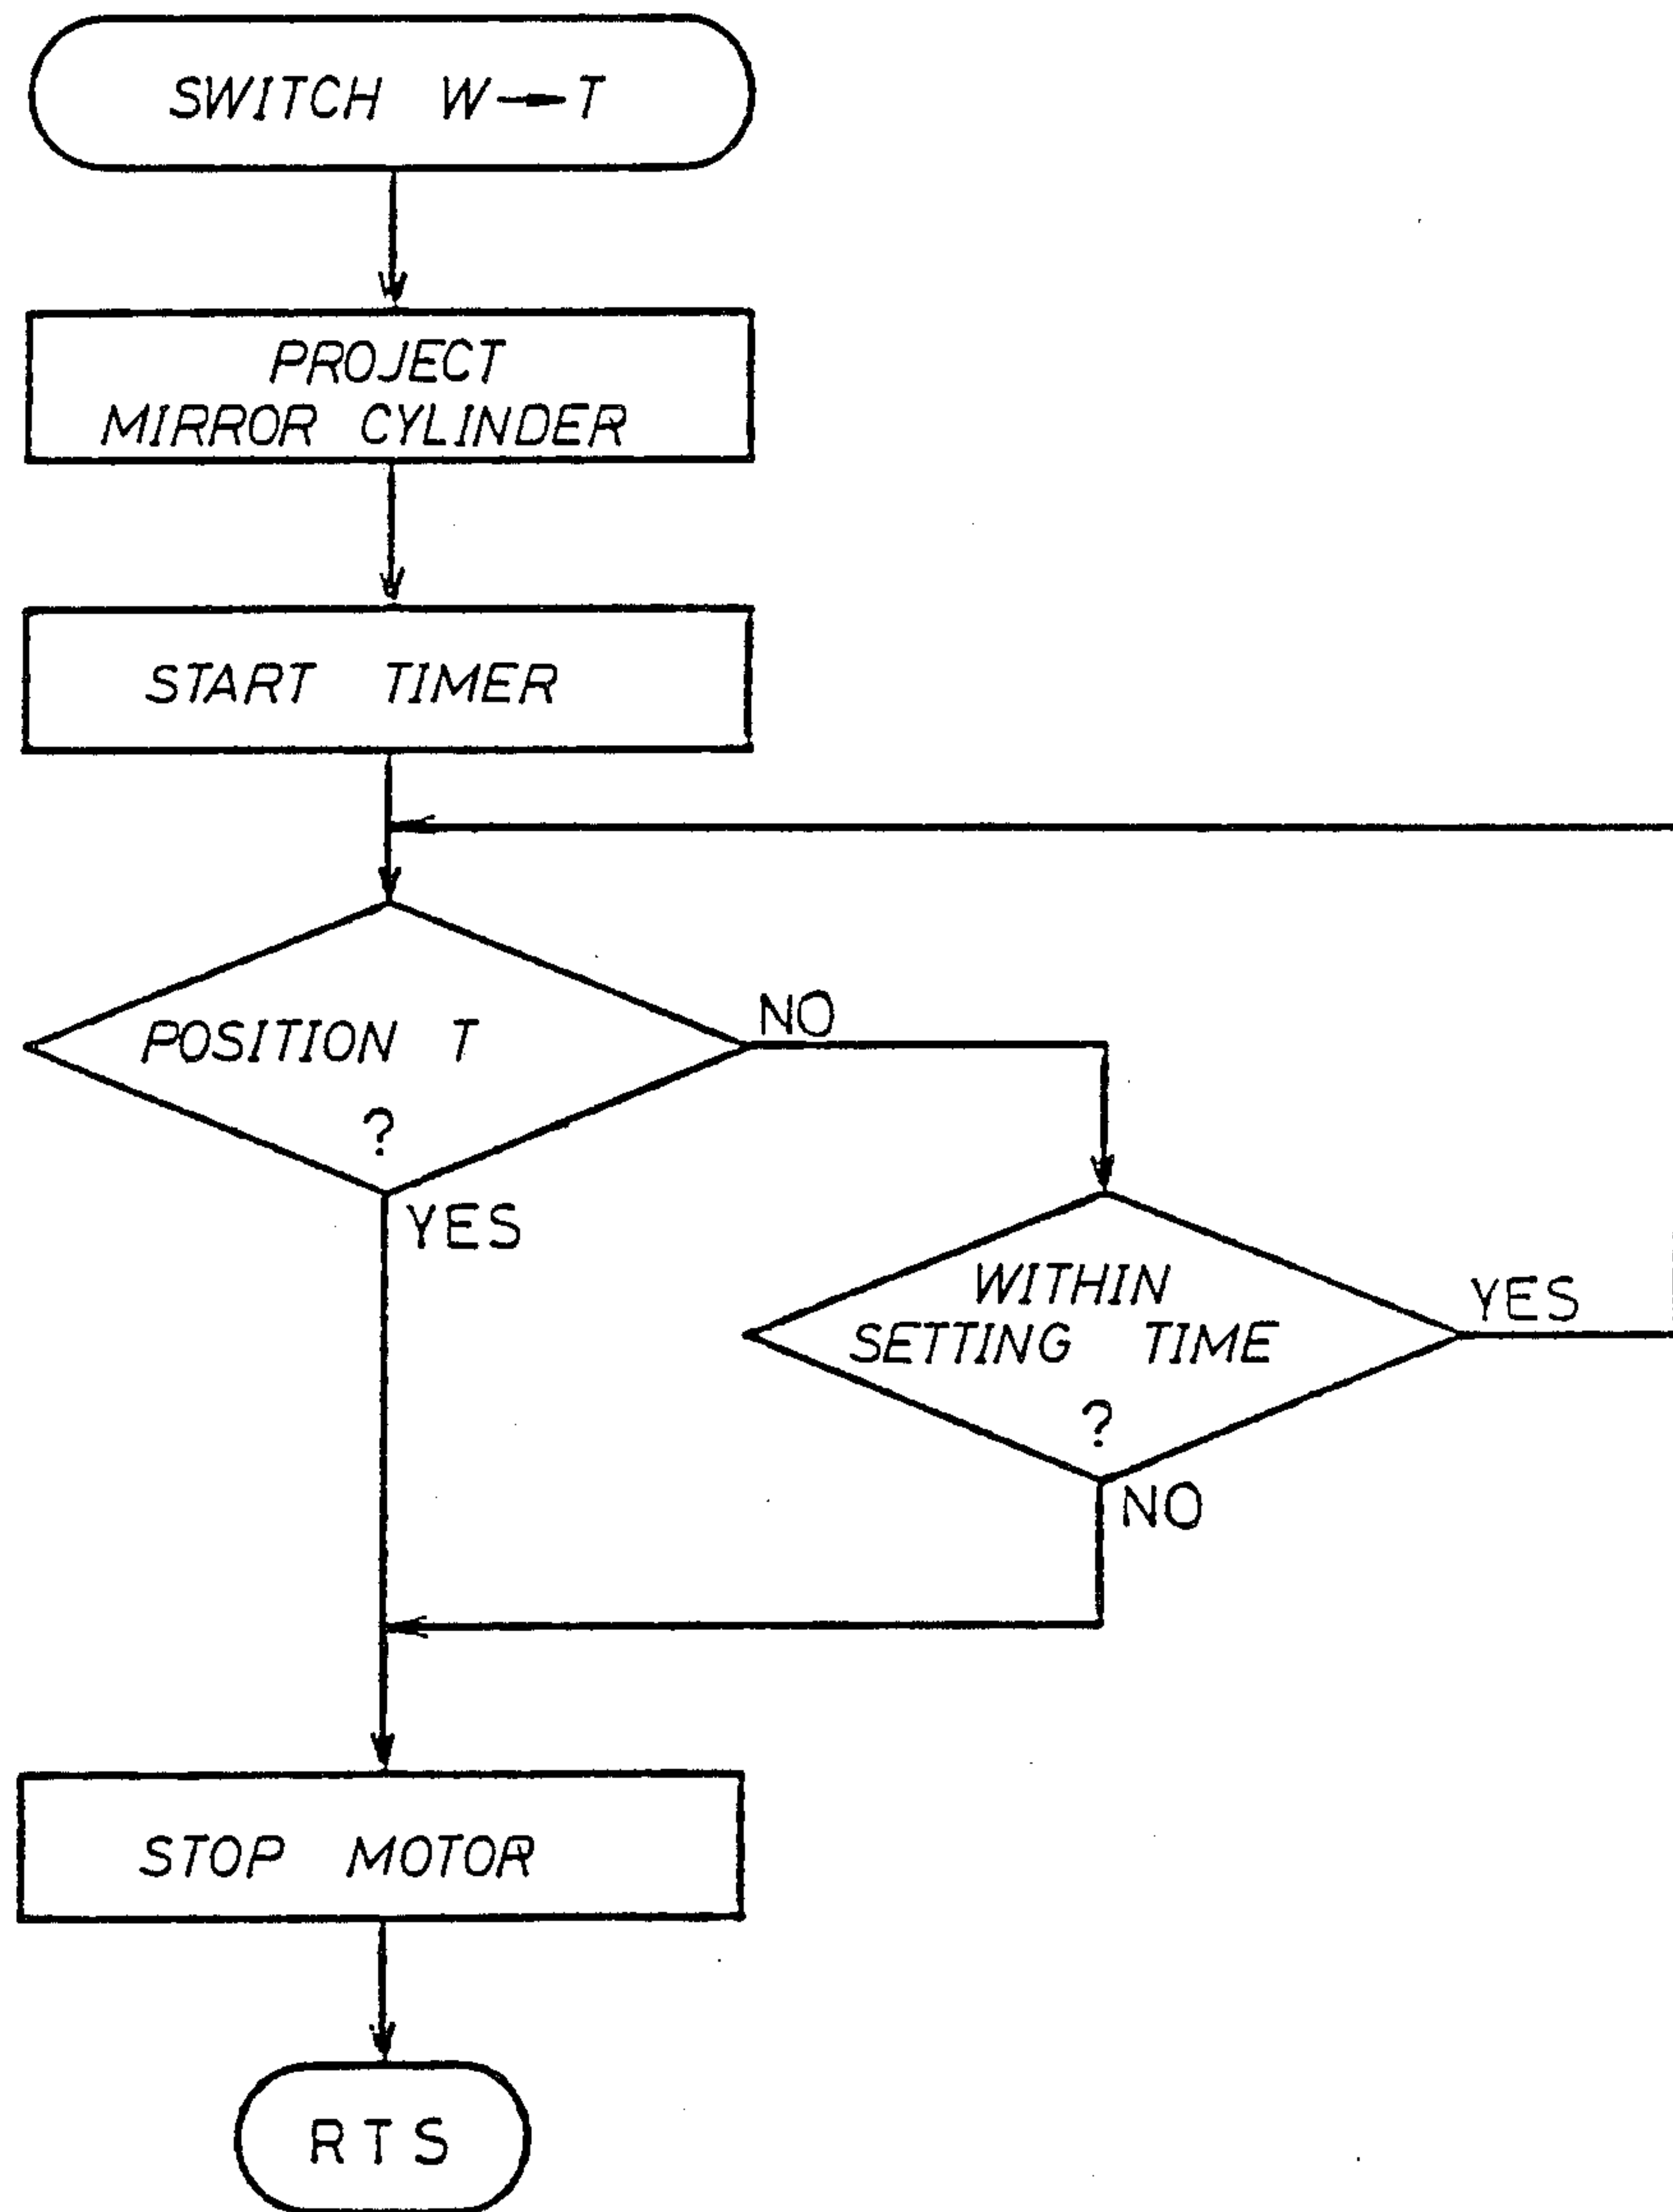 SWITCH W→T
PROJECT
MIRROR CYLINDER
START TIMER
POSITION T
?
NO
YES
WITHIN
SETTING TIME
?
YES
NO
STOP MOTOR
RTS